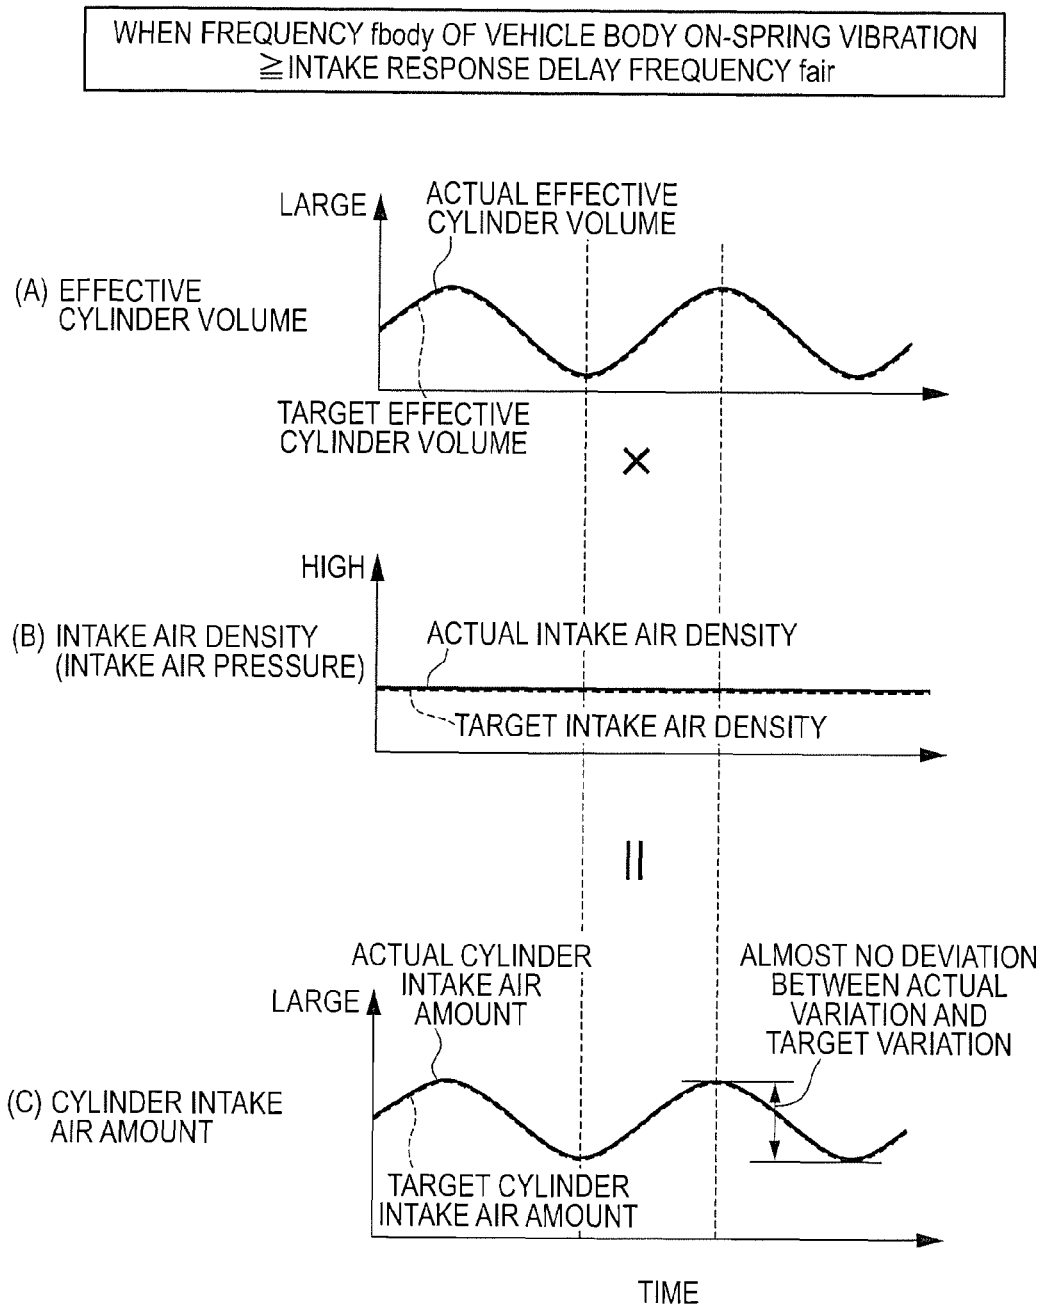 WHEN FREQUENCY fbody OF VEHICLE BODY ON-SPRING VIBRATION
≧INTAKE RESPONSE DELAY FREQUENCY fair
LARGE
ACTUAL EFFECTIVE
CYLINDER VOLUME
(A) EFFECTIVE
CYLINDER VOLUME
TARGET EFFECTIVE
CYLINDER VOLUME
×
HIGH
(B) INTAKE AIR DENSITY
(INTAKE AIR PRESSURE)
ACTUAL INTAKE AIR DENSITY
TARGET INTAKE AIR DENSITY
=
ACTUAL CYLINDER
INTAKE AIR
AMOUNT
LARGE
ALMOST NO DEVIATION
BETWEEN ACTUAL
VARIATION AND
TARGET VARIATION
(C) CYLINDER INTAKE
AIR AMOUNT
TARGET CYLINDER
INTAKE AIR AMOUNT
TIME